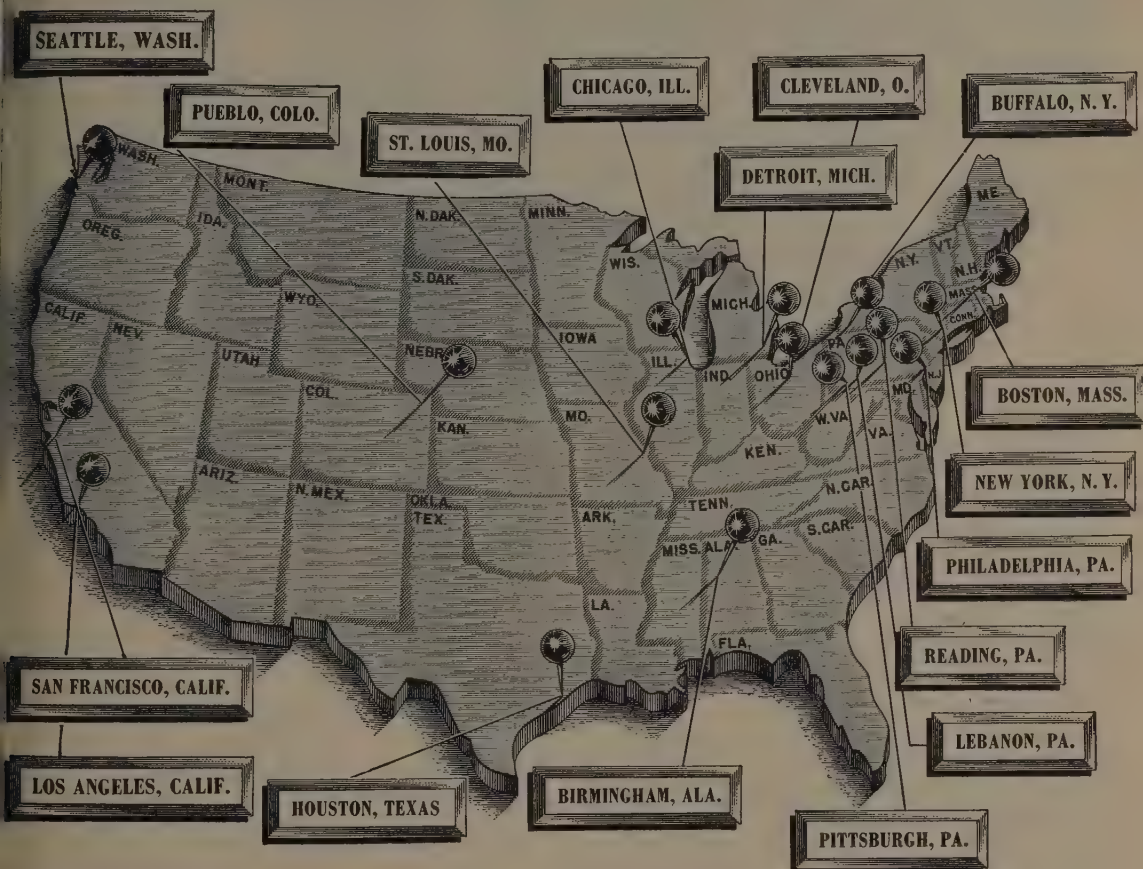 SEATTLE, WASH.
PUEBLO, COLO.
ST. LOUIS, MO.
CHICAGO, ILL.
CLEVELAND, O.
DETROIT, MICH.
BUFFALO, N. Y.
WASH.
MONT.
N. DAK.
MINN.
ME.
OREG.
IDA.
S. DAK.
WIS.
N.Y.
VT.
N.H.
WYO.
MICH.
MASS.
CONN.
CALIF.
NEV.
UTAH
NEBR.
IOWA
ILL.
IND.
OHIO
PA.
N.J.
MD.
COL.
KAN.
MO.
W.VA.
VA.
KEN.
BOSTON, MASS.
ARIZ.
N. MEX.
OKLA.
TEX.
ARK.
TENN.
N. CAR.
S. CAR.
NEW YORK, N. Y.
MISS.
ALA.
GA.
LA.
FLA.
PHILADELPHIA, PA.
READING, PA.
LEBANON, PA.
SAN FRANCISCO, CALIF.
LOS ANGELES, CALIF.
HOUSTON, TEXAS
BIRMINGHAM, ALA.
PITTSBURGH, PA.